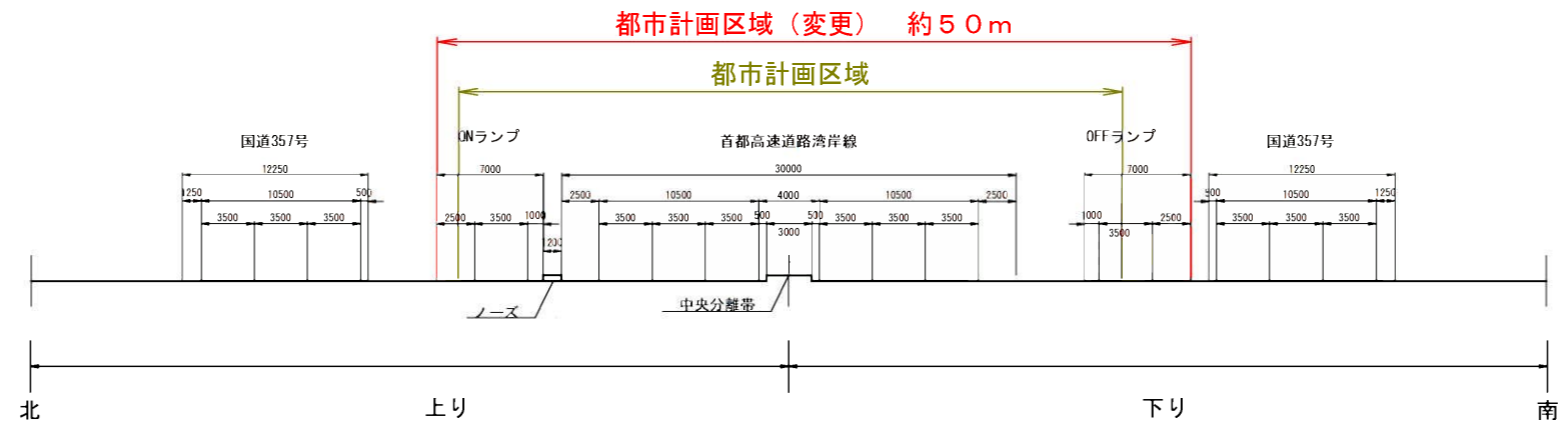 都市計画区域（変更）　約５０ｍ
都市計画区域
国道357号
ONランプ
首都高速道路湾岸線
OFFランプ
国道357号
12250
7000
30000
7000
12250
1250 10500 500
2500 10500 4000 10500 2500
500 10500 1250
3500 3500 3500
2500 3500 1000
3500 3500 3500 500 500 3500 3500 3500
1000 2500
3500 3500 3500
3000
3500
1200
ノーズ
中央分離帯
北
上り
下り
南